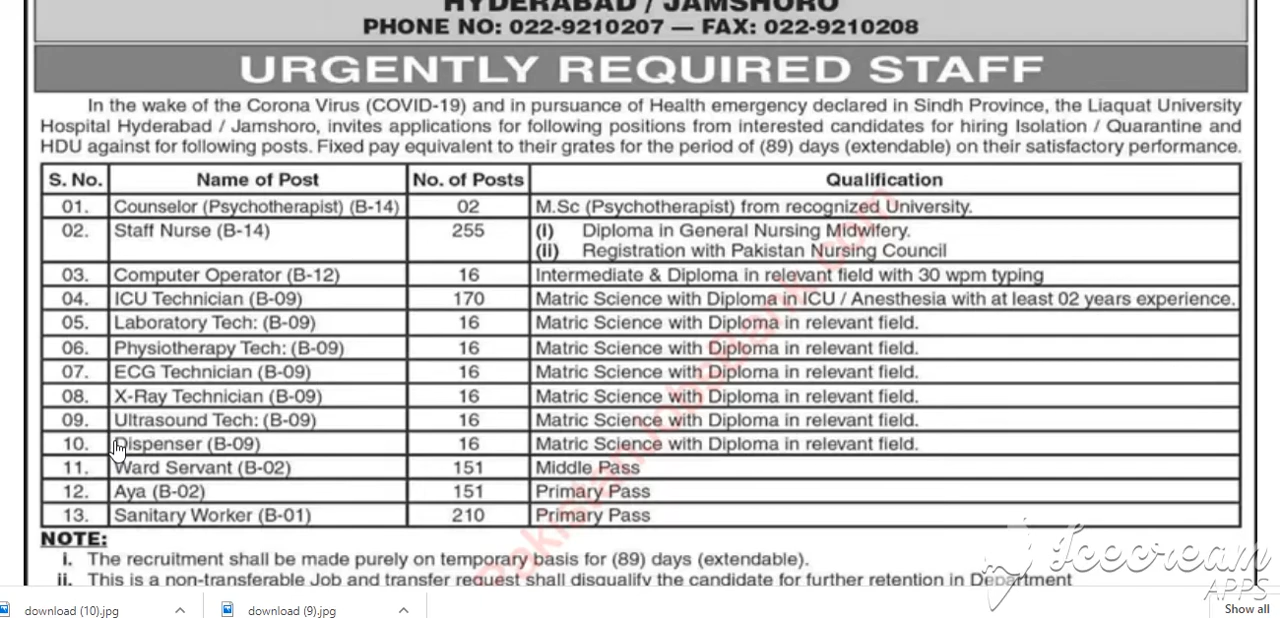 HYDERABAD / JAMSHORO
PHONE NO: 022-9210207 — FAX: 022-9210208
URGENTLY REQUIRED STAFF
In the wake of the Corona Virus (COVID-19) and in pursuance of Health emergency declared in Sindh Province, the Liaquat University
Hospital Hyderabad / Jamshoro, invites applications for following positions from interested candidates for hiring Isolation / Quarantine and
HDU against for following posts. Fixed pay equivalent to their grates for the period of (89) days (extendable) on their satisfactory performance.
S. No. Name of Post No. of Posts Qualification
01. Counselor (Psychotherapist) (B-14) 02 M.Sc (Psychotherapist) from recognized University.
02. Staff Nurse (B-14) 255 (i) Diploma in General Nursing Midwifery.
(ii) Registration with Pakistan Nursing Council
03. Computer Operator (B-12) 16 Intermediate & Diploma in relevant field with 30 wpm typing
04. ICU Technician (B-09) 170 Matric Science with Diploma in ICU / Anesthesia with at least 02 years experience.
05. Laboratory Tech: (B-09) 16 Matric Science with Diploma in relevant field.
06. Physiotherapy Tech: (B-09) 16 Matric Science with Diploma in relevant field.
07. ECG Technician (B-09) 16 Matric Science with Diploma in relevant field.
08. X-Ray Technician (B-09) 16 Matric Science with Diploma in relevant field.
09. Ultrasound Tech: (B-09) 16 Matric Science with Diploma in relevant field.
10. Dispenser (B-09) 16 Matric Science with Diploma in relevant field.
11. Ward Servant (B-02) 151 Middle Pass
12. Aya (B-02) 151 Primary Pass
13. Sanitary Worker (B-01) 210 Primary Pass
NOTE:
i. The recruitment shall be made purely on temporary basis for (89) days (extendable).
ii. This is a non-transferable Job and transfer request shall disqualify the candidate for further retention in Department
Icecream
APPS
download (10).jpg download (9).jpg Show all